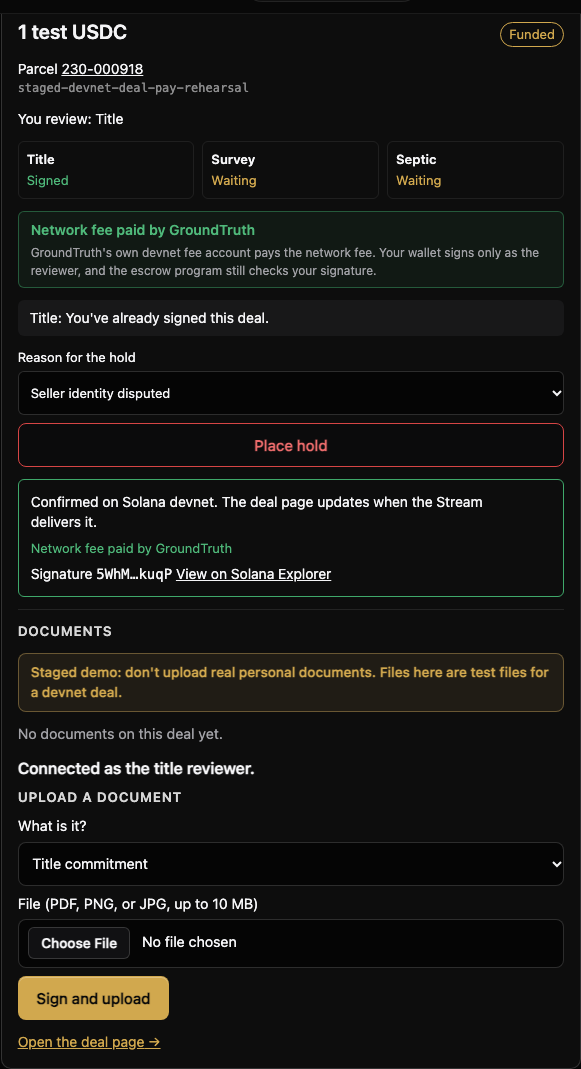 1 test USDC
Funded
Parcel 230-000918
staged-devnet-deal-pay-rehearsal
You review: Title
Title
Signed
Survey
Waiting
Septic
Waiting
Network fee paid by GroundTruth
GroundTruth's own devnet fee account pays the network fee. Your wallet signs only as the
reviewer, and the escrow program still checks your signature.
Title: You've already signed this deal.
Reason for the hold
Seller identity disputed
Place hold
Confirmed on Solana devnet. The deal page updates when the Stream
delivers it.
Network fee paid by GroundTruth
Signature 5WhM…kuqP View on Solana Explorer
DOCUMENTS
Staged demo: don't upload real personal documents. Files here are test files for
a devnet deal.
No documents on this deal yet.
Connected as the title reviewer.
UPLOAD A DOCUMENT
What is it?
Title commitment
File (PDF, PNG, or JPG, up to 10 MB)
Choose File No file chosen
Sign and upload
Open the deal page →